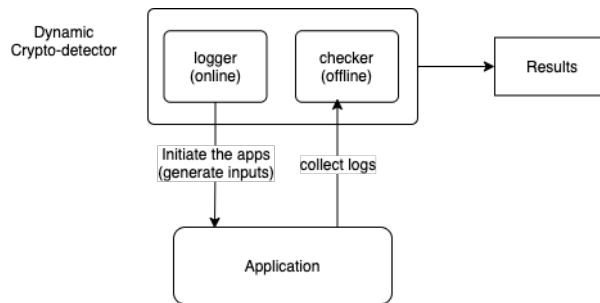 Dynamic
Crypto-detector
logger
(online)
checker
(offline)
Results
Initiate the apps
(generate inputs)
collect logs
Application